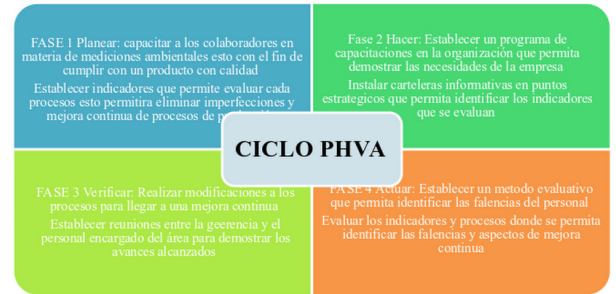 FASE 1 Planear: capacitar a los colaboradores en
materia de mediciones ambientales esto con el fin de
cumplir con un producto con calidad
Establecer indicadores que permite evaluar cada
procesos esto permitira eliminar imperfecciones y
mejora continua de procesos de
Fase 2 Hacer: Establecer un programa de
capacitaciones en la organización que permita
demostrar las necesidades de la empresa
Instalar carteleras informativas en puntos
estrategicos que permita identificar los indicadores
que se evaluan
CICLO PHVA
FASE 3 Verificar: Realizar modificaciones a los
procesos para llegar a una mejora continua
Establecer reuniones entre la geerencia y el
personal encargado del área para demostrar los
avances alcanzados
FASE 4 Actuar: Establecer un metodo evaluativo
que permita identificar las falencias del personal
Evaluar los indicadores y procesos donde se permita
identificar las falencias y aspectos de mejora
continua